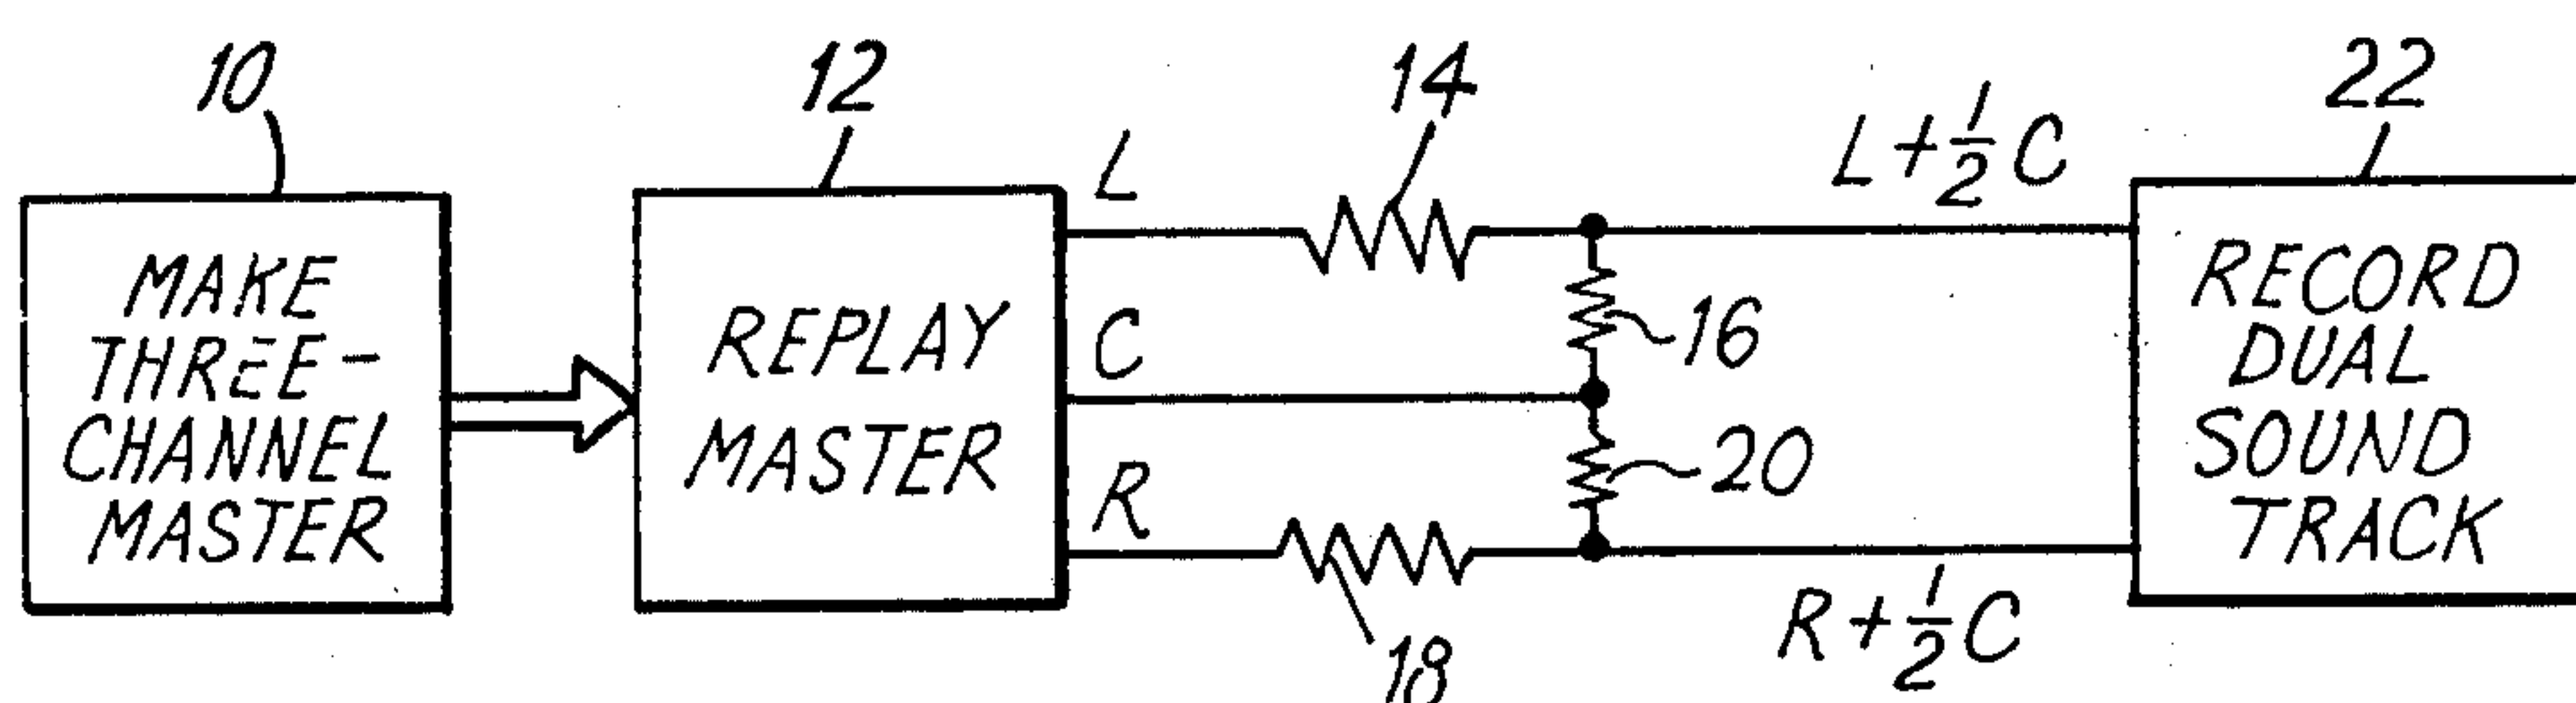 10
12
14
22
L
L+½C
MAKE
THREE-
CHANNEL
MASTER
REPLAY
MASTER
C
16
R
20
RECORD
DUAL
SOUND
TRACK
18
R+½C